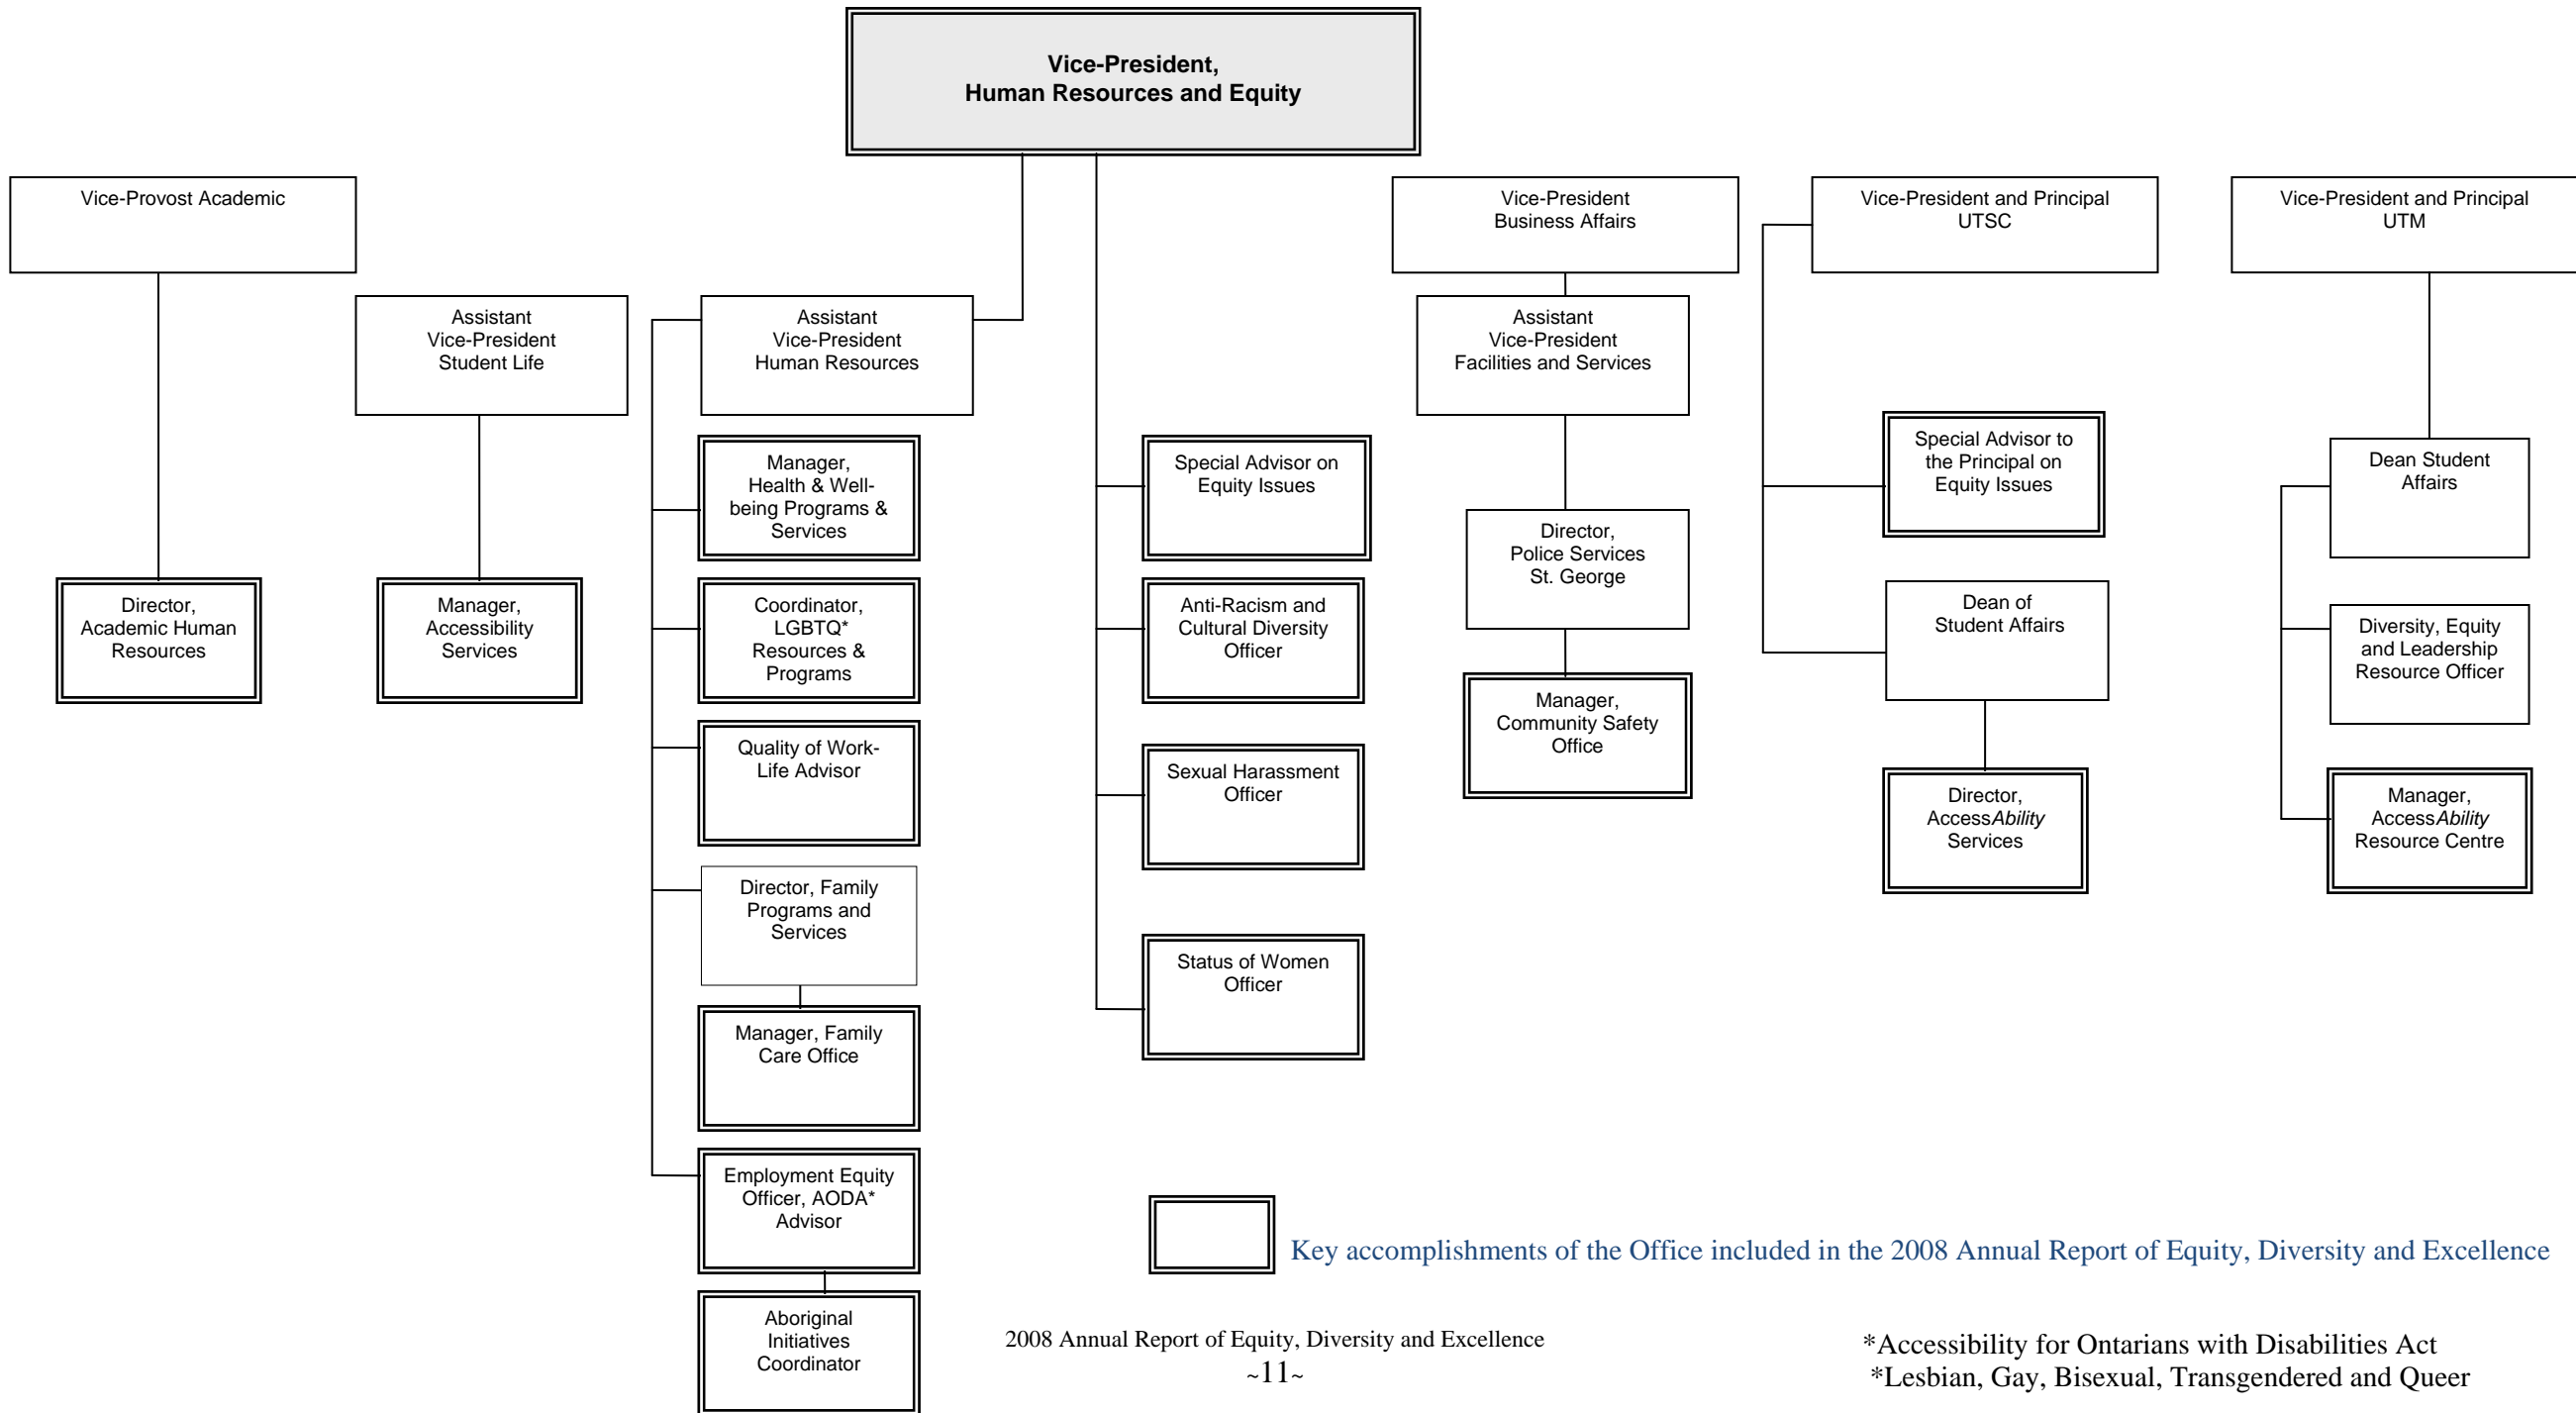 Vice-President,
Human Resources and Equity
Vice-Provost Academic
Vice-President
Business Affairs
Vice-President and Principal
UTSC
Vice-President and Principal
UTM
Assistant
Vice-President
Student Life
Assistant
Vice-President
Human Resources
Assistant
Vice-President
Facilities and Services
Manager,
Health & Well-
being Programs &
Services
Special Advisor on
Equity Issues
Special Advisor to
the Principal on
Equity Issues
Dean Student
Affairs
Director,
Police Services
St. George
Director,
Academic Human
Resources
Manager,
Accessibility
Services
Coordinator,
LGBTQ*
Resources &
Programs
Anti-Racism and
Cultural Diversity
Officer
Dean of
Student Affairs
Diversity, Equity
and Leadership
Resource Officer
Manager,
Community Safety
Office
Quality of Work-
Life Advisor
Sexual Harassment
Officer
Director,
AccessAbility
Services
Manager,
AccessAbility
Resource Centre
Director, Family
Programs and
Services
Status of Women
Officer
Manager, Family
Care Office
Employment Equity
Officer, AODA*
Advisor
Key accomplishments of the Office included in the 2008 Annual Report of Equity, Diversity and Excellence
Aboriginal
Initiatives
Coordinator
2008 Annual Report of Equity, Diversity and Excellence
~11~
*Accessibility for Ontarians with Disabilities Act
*Lesbian, Gay, Bisexual, Transgendered and Queer